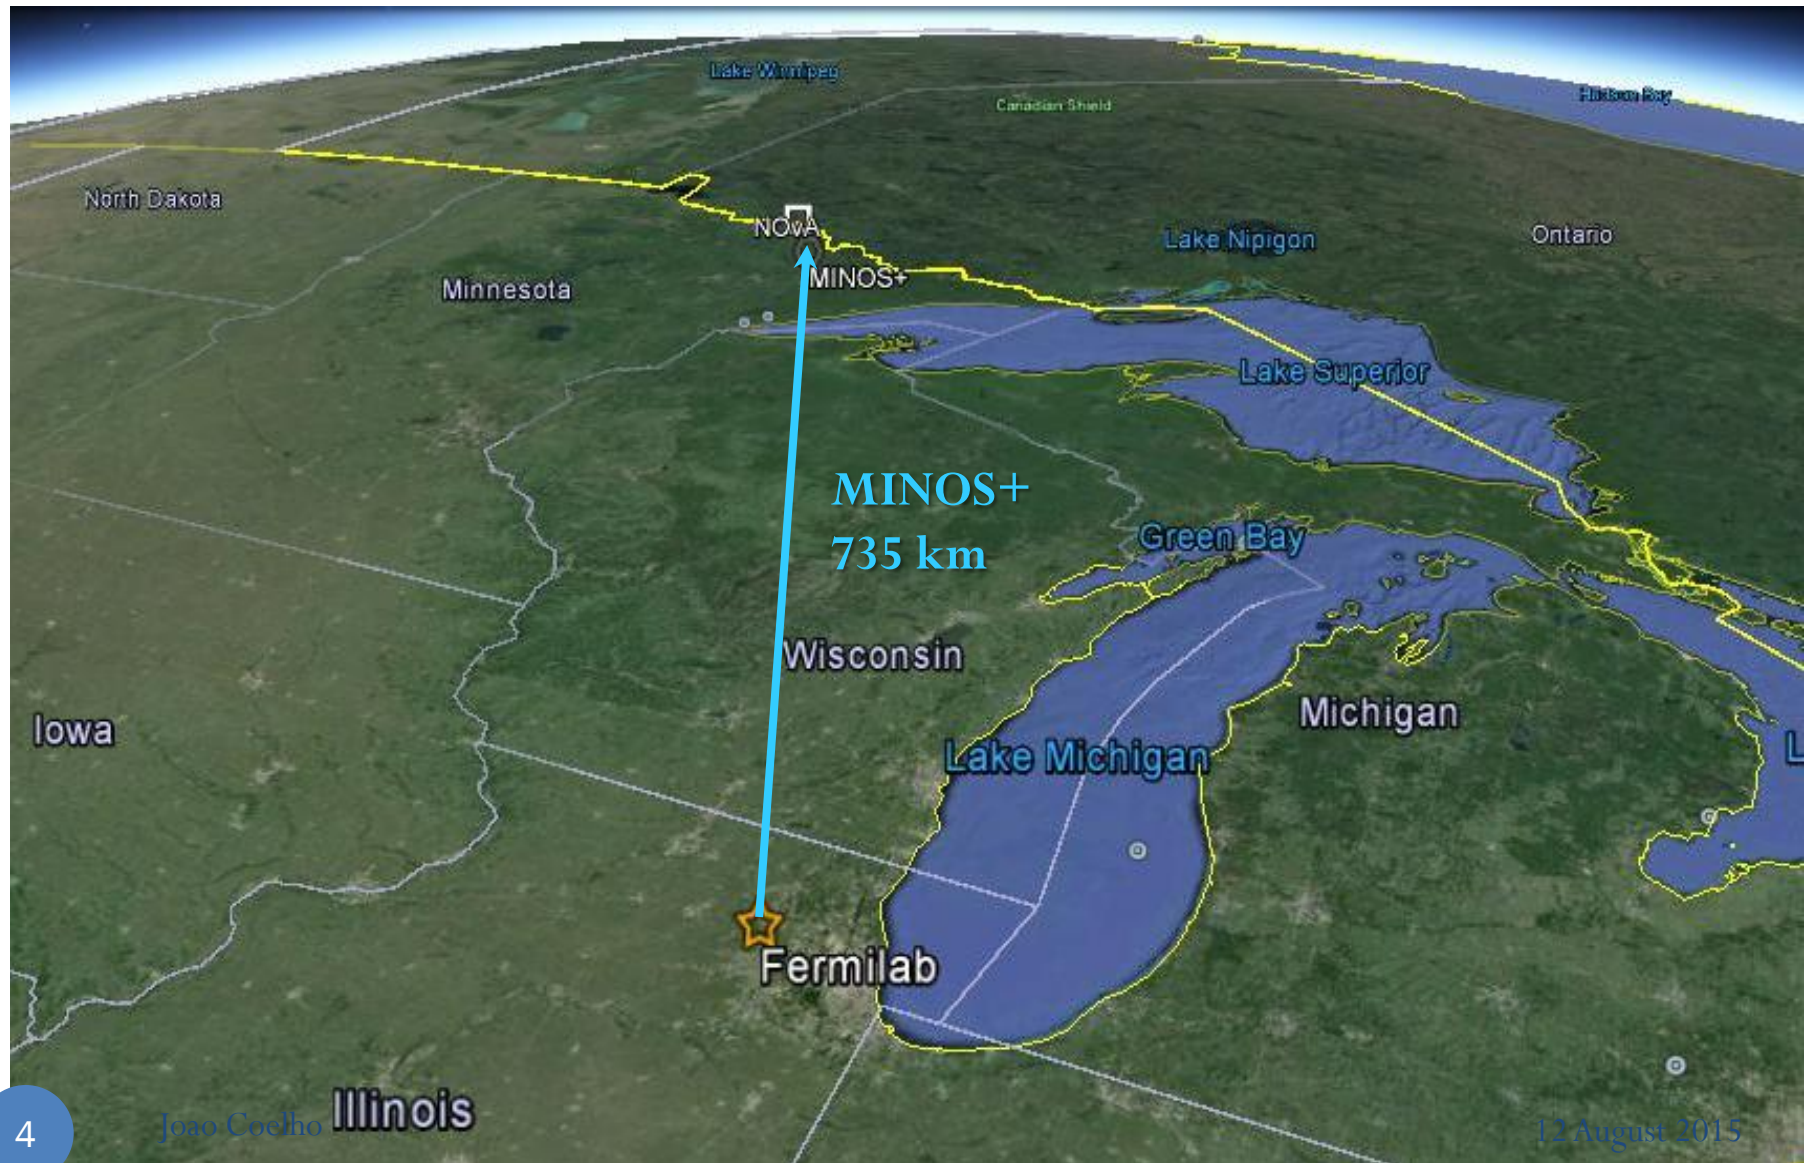 Lake Winnipeg
Canadian Shield
Hudson Bay
North Dakota
NOvA
Lake Nipigon
Ontario
Minnesota
MINOS+
Lake Superior
MINOS+
735 km
Green Bay
Wisconsin
Iowa
Michigan
Lake Michigan
L
Fermilab
Illinois
4
Joao Coelho
12 August 2015